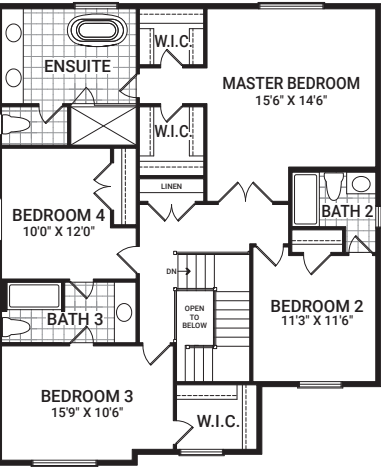 W.I.C.
ENSUITE
MASTER BEDROOM
15'6" X 14'6"
W.I.C.
LINEN
BATH 2
BEDROOM 4
10'0" X 12'0"
DN
OPEN
TO
BELOW
BEDROOM 2
11'3" X 11'6"
BATH 3
BEDROOM 3
15'9" X 10'6"
W.I.C.